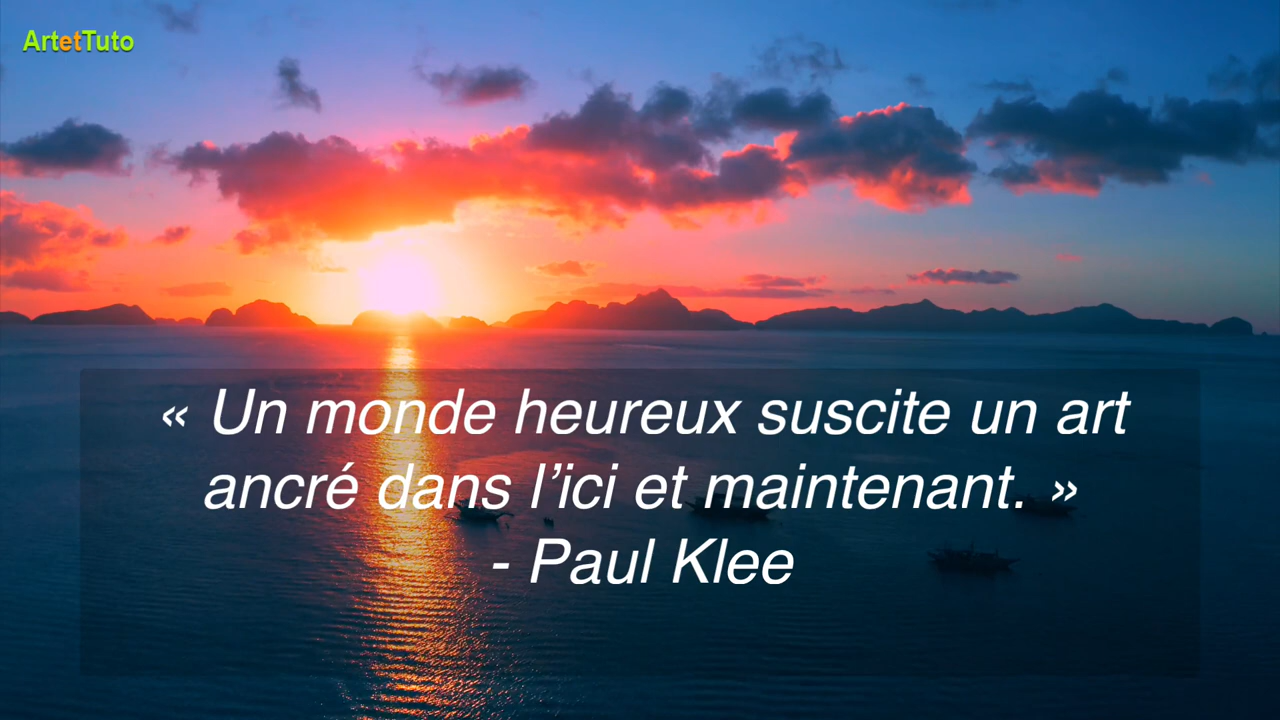 ArtetTuto
« Un monde heureux suscite un art
ancré dans l’ici et maintenant. »
- Paul Klee